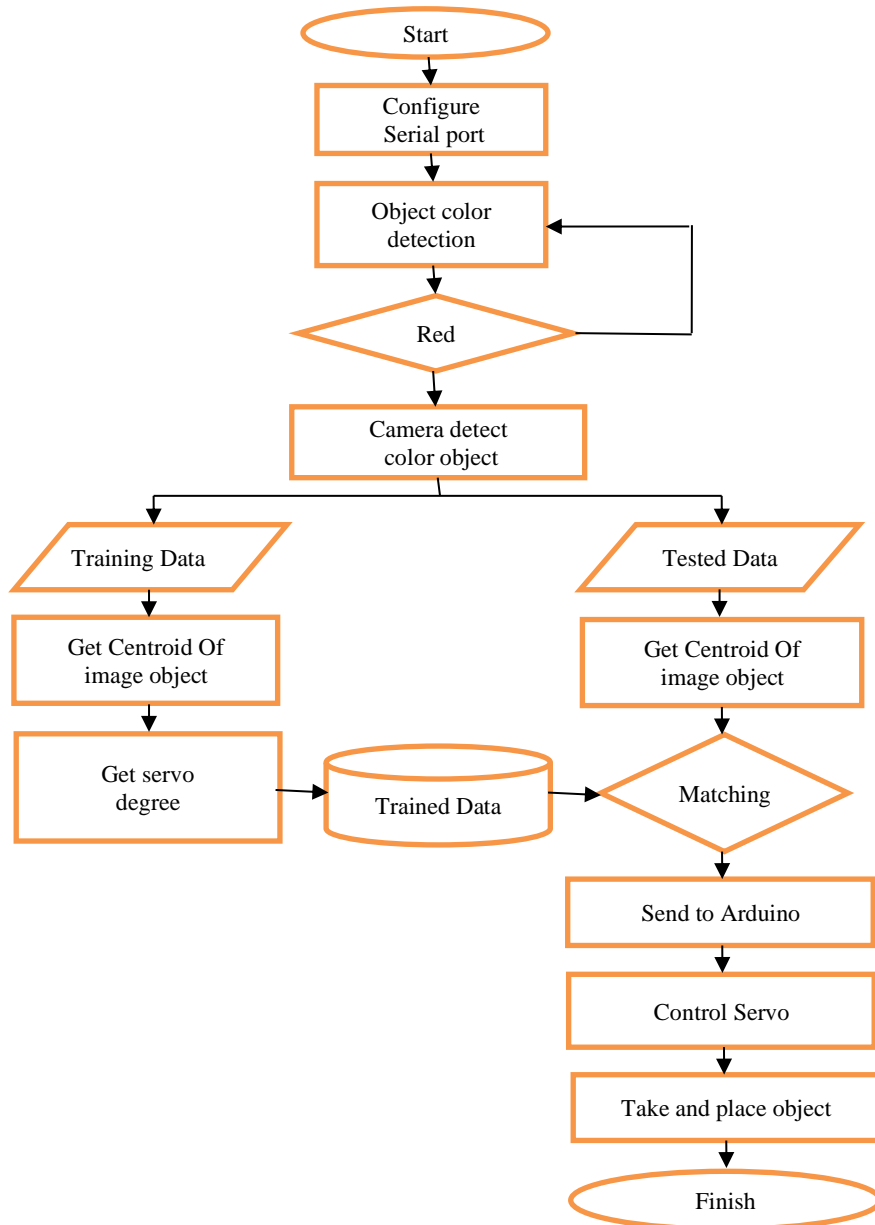 Start
Configure
Serial port
Object color
detection
Red
Camera detect
color object
Training Data
Tested Data
Get Centroid Of
image object
Get Centroid Of
image object
Get servo
degree
Trained Data
Matching
Send to Arduino
Control Servo
Take and place object
Finish